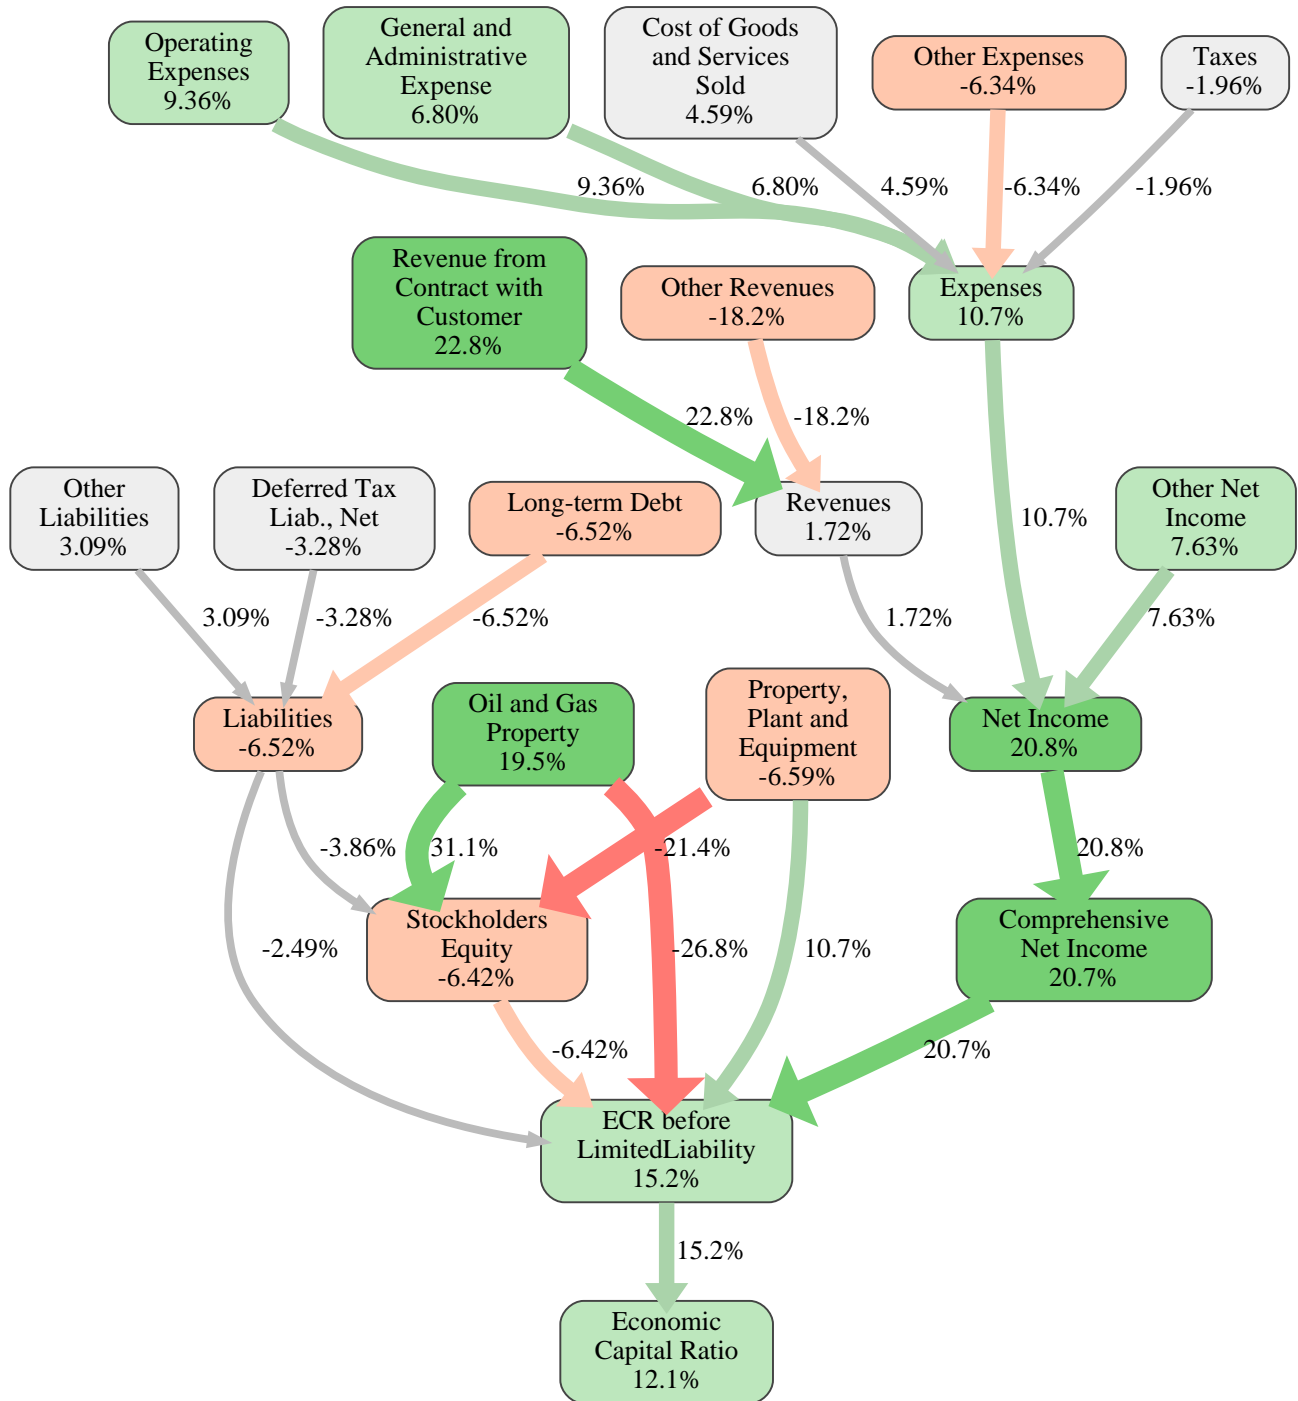 Operating
Expenses
9.36%
General and
Administrative
Expense
6.80%
Cost of Goods
and Services
Sold
4.59%
Other Expenses
-6.34%
Taxes
-1.96%
9.36%
6.80%
4.59%
-6.34%
-1.96%
Revenue from
Contract with
Customer
22.8%
Other Revenues
-18.2%
Expenses
10.7%
22.8%
-18.2%
Other
Liabilities
3.09%
Deferred Tax
Liab., Net
-3.28%
Long-term Debt
-6.52%
Revenues
1.72%
10.7%
Other Net
Income
7.63%
3.09%
-3.28%
-6.52%
1.72%
7.63%
Liabilities
-6.52%
Oil and Gas
Property
19.5%
Property,
Plant and
Equipment
-6.59%
Net Income
20.8%
-3.86%
31.1%
-21.4%
20.8%
-2.49%
Stockholders
Equity
-6.42%
-26.8%
10.7%
Comprehensive
Net Income
20.7%
-6.42%
20.7%
ECR before
LimitedLiability
15.2%
15.2%
Economic
Capital Ratio
12.1%